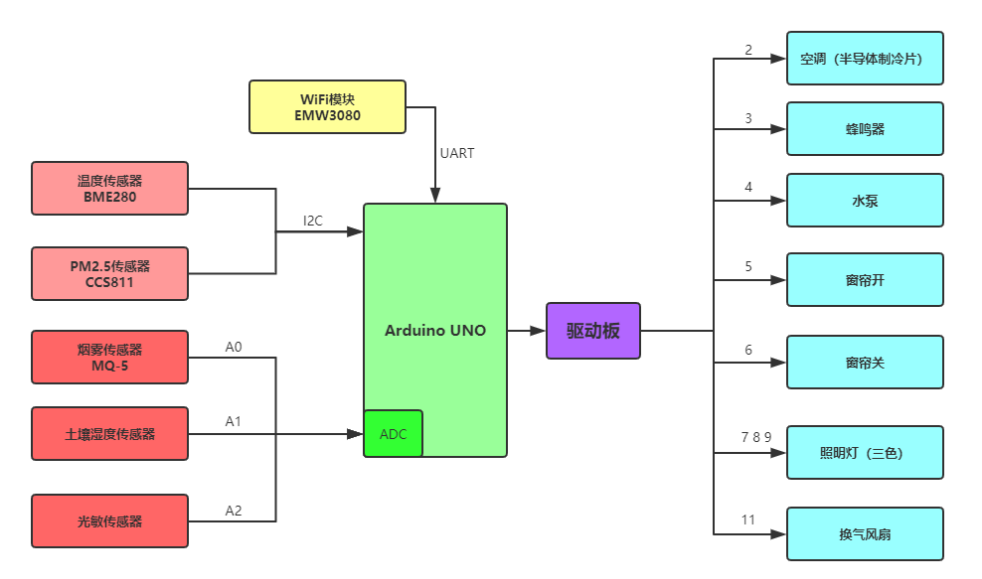 WiFi模块
EMW3080
UART
温度传感器
BME280
I2C
PM2.5传感器
CCS811
烟雾传感器
MQ-5
A0
土壤湿度传感器
A1
光敏传感器
A2
Arduino UNO
ADC
驱动板
2
空调（半导体制冷片）
3
蜂鸣器
4
水泵
5
窗帘开
6
窗帘关
7 8 9
照明灯（三色）
11
换气风扇